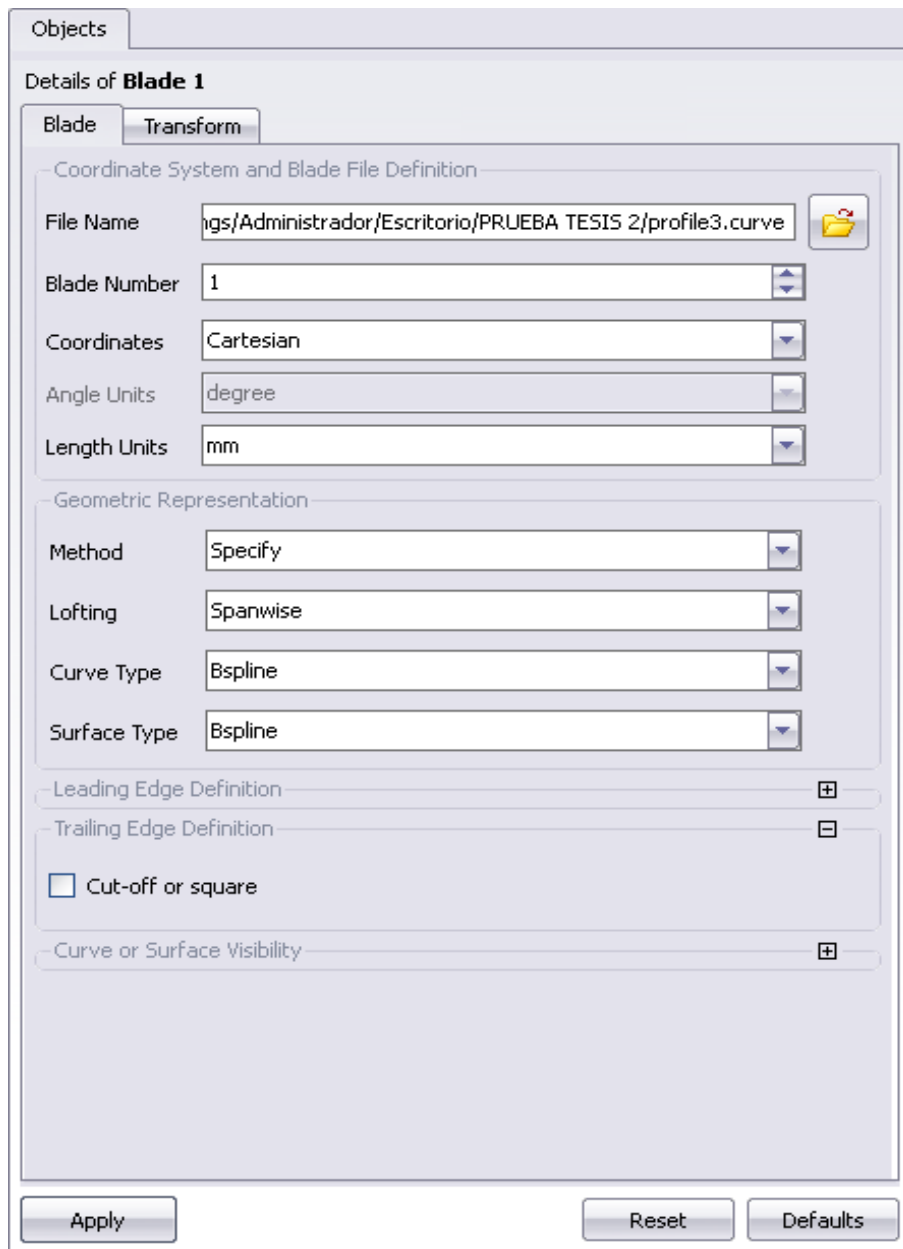 Objects
Details of Blade 1
Blade Transform
Coordinate System and Blade File Definition
File Name ngs/Administrador/Escritorio/PRUEBA TESIS 2/profile3.curve
Blade Number 1
Coordinates Cartesian
Angle Units degree
Length Units mm
Geometric Representation
Method Specify
Lofting Spanwise
Curve Type Bspline
Surface Type Bspline
Leading Edge Definition
Trailing Edge Definition
Cut-off or square
Curve or Surface Visibility
Apply Reset Defaults